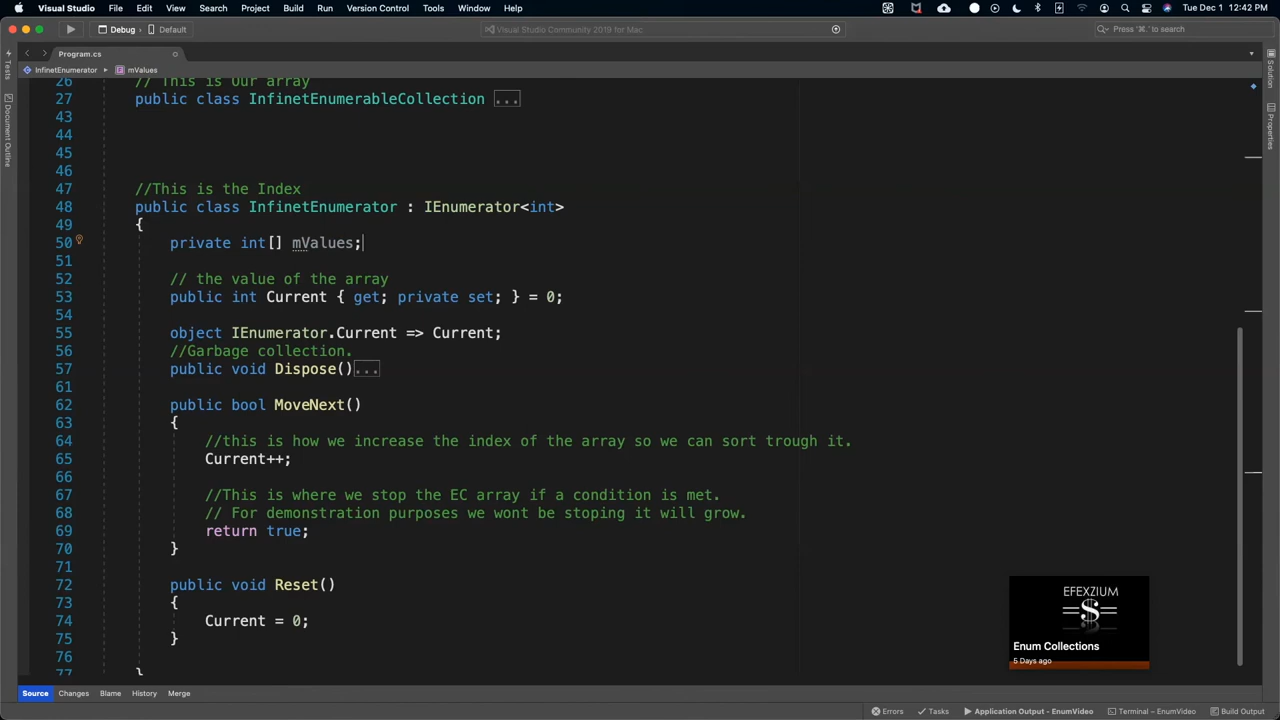 Visual Studio File Edit View Search Project Build Run Version Control Tools Window Help Tue Dec 1 12:42 PM
Debug › Default Visual Studio Community 2019 for Mac Press '⌘.' to search
Program.cs
InfinetEnumerator ▸ mValues
Tests
Document Outline
Solution
Properties
26 // This is Our array
27 public class InfinetEnumerableCollection ...
43
44
45
46
47 //This is the Index
48 public class InfinetEnumerator : IEnumerator<int>
49 {
50 private int[] mValues;
51
52 // the value of the array
53 public int Current { get; private set; } = 0;
54
55 object IEnumerator.Current => Current;
56 //Garbage collection.
57 public void Dispose()...
61
62 public bool MoveNext()
63 {
64 //this is how we increase the index of the array so we can sort trough it.
65 Current++;
66
67 //This is where we stop the EC array if a condition is met.
68 // For demonstration purposes we wont be stoping it will grow.
69 return true;
70 }
71
72 public void Reset()
73 {
74 Current = 0;
75 }
76
77 }
EFEXZIUM
$
Enum Collections
5 Days ago
Source Changes Blame History Merge
Errors Tasks Application Output – EnumVideo Terminal – EnumVideo Build Output